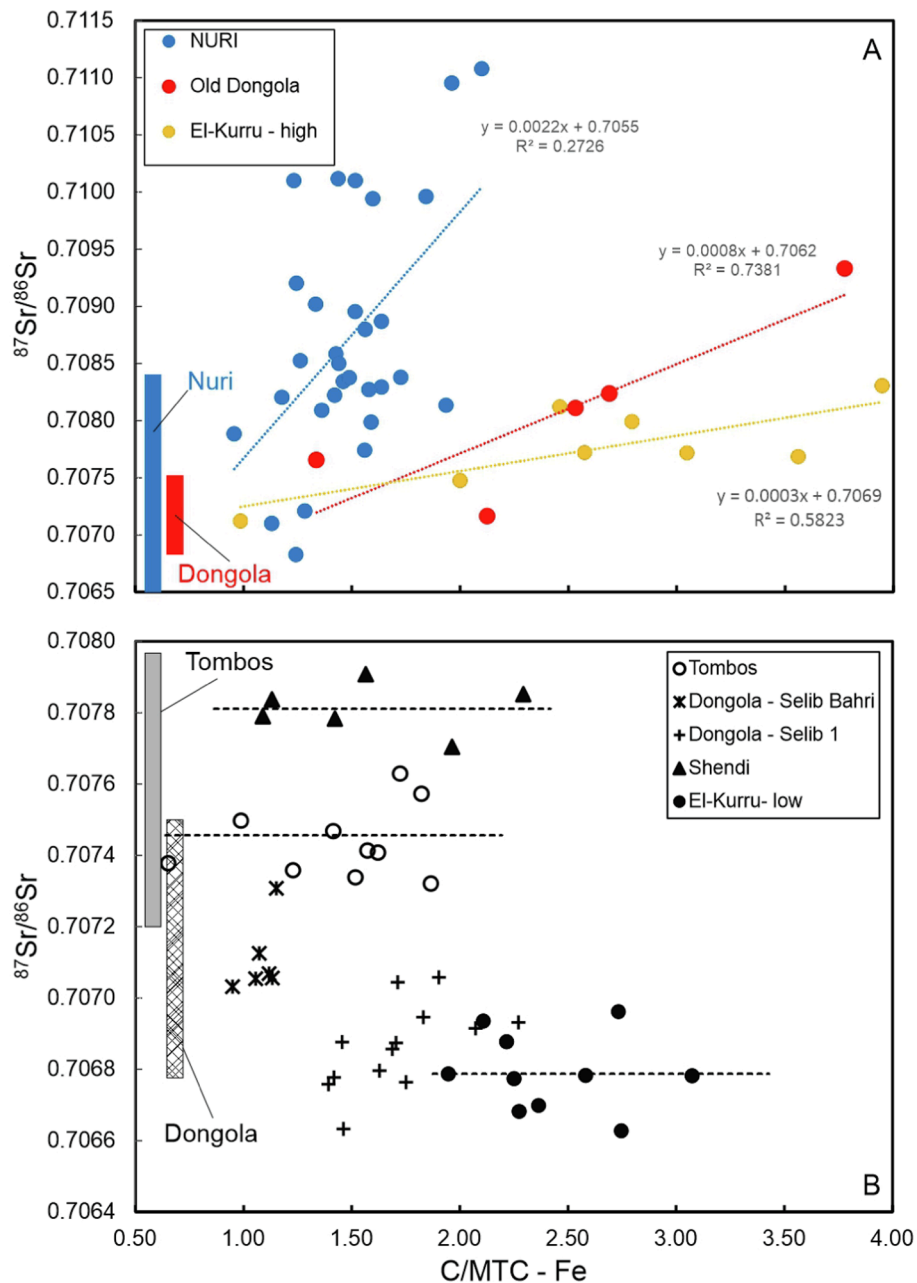 0.7115
0.7110
0.7105
0.7100
0.7095
0.7090
0.7085
0.7080
0.7075
0.7070
0.7065
⁸⁷Sr/⁸⁶Sr
NURI
Old Dongola
El-Kurru - high
A
y = 0.0022x + 0.7055
R² = 0.2726
y = 0.0008x + 0.7062
R² = 0.7381
y = 0.0003x + 0.7069
R² = 0.5823
Nuri
Dongola
0.7080
0.7078
0.7076
0.7074
0.7072
0.7070
0.7068
0.7066
0.7064
⁸⁷Sr/⁸⁶Sr
Tombos
Dongola
Tombos
Dongola - Selib Bahri
Dongola - Selib 1
Shendi
El-Kurru- low
B
0.50 1.00 1.50 2.00 2.50 3.00 3.50 4.00
C/MTC - Fe